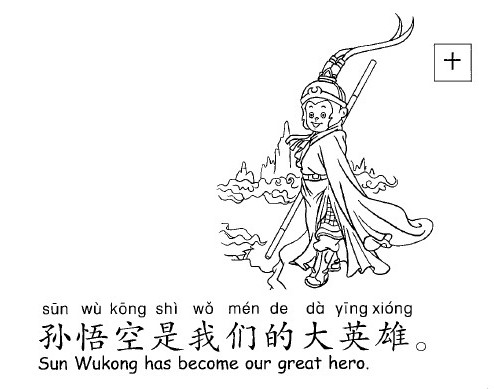 十
sūn wù kōng shì wǒ mén de dà yīng xióng
孙悟空是我们的大英雄。
Sun Wukong has become our great hero.